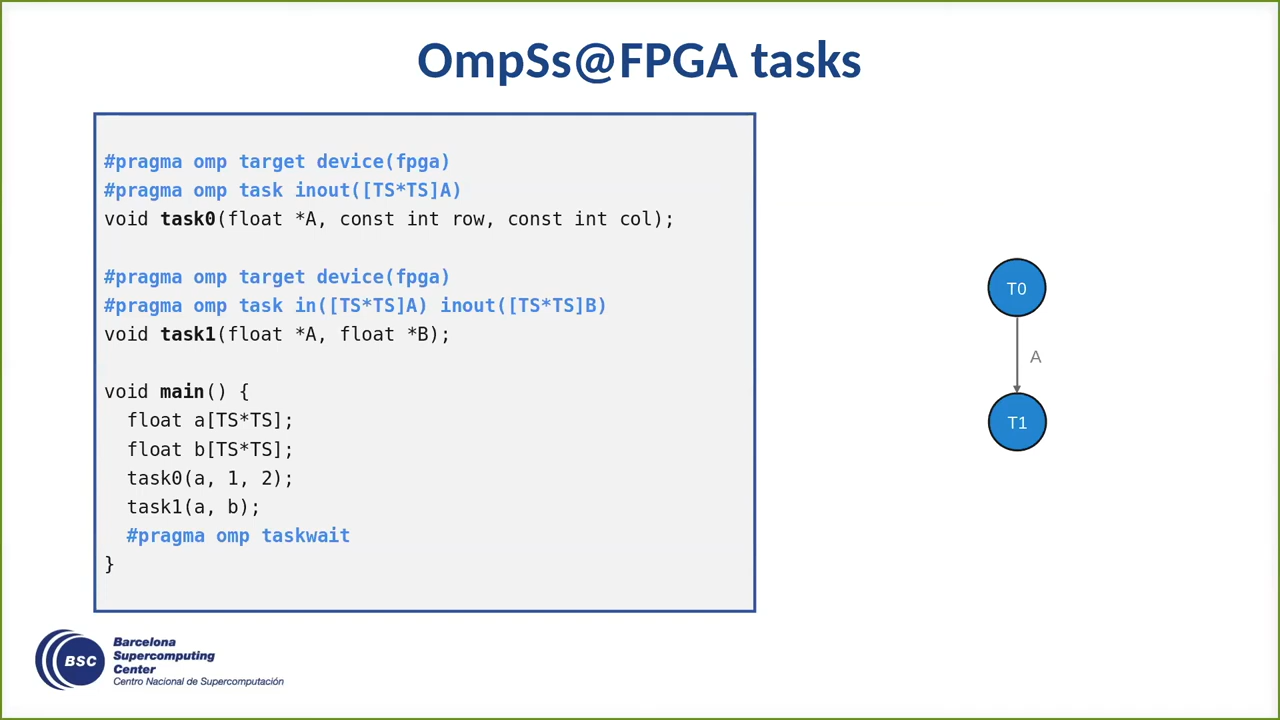 OmpSs@FPGA tasks
#pragma omp target device(fpga)
#pragma omp task inout([TS*TS]A)
void task0(float *A, const int row, const int col);
#pragma omp target device(fpga)
#pragma omp task in([TS*TS]A) inout([TS*TS]B)
void task1(float *A, float *B);
void main() {
  float a[TS*TS];
  float b[TS*TS];
  task0(a, 1, 2);
  task1(a, b);
  #pragma omp taskwait
}
T0
A
T1
BSC
Barcelona
Supercomputing
Center
Centro Nacional de Supercomputación